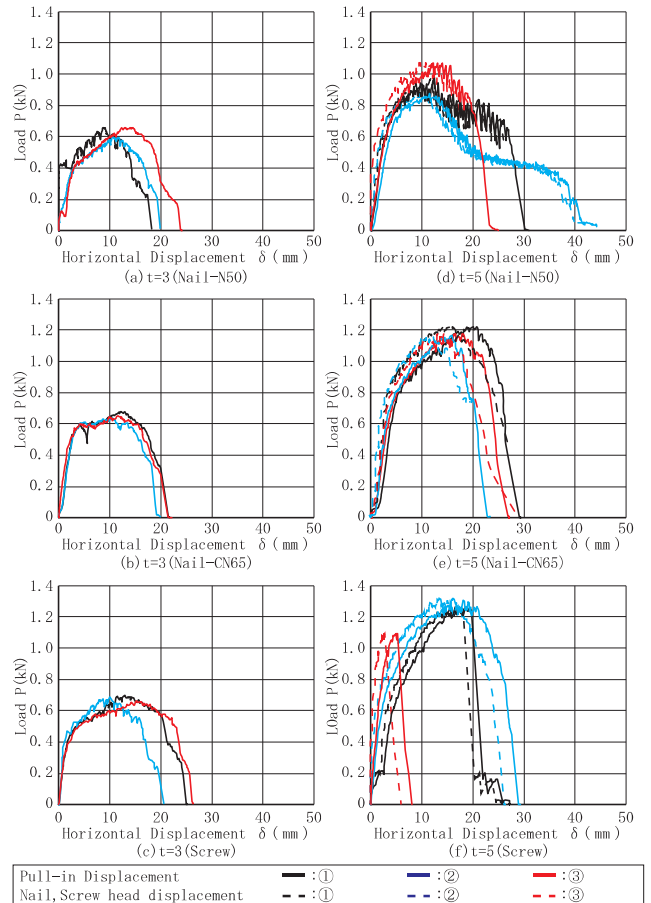 1.4
1.2
1.0
0.8
0.6
0.4
0.2
0
Load P(kN)
0 10 20 30 40 50
Horizontal Displacement δ(mm)
(a)t=3(Nail-N50)
1.4
1.2
1.0
0.8
0.6
0.4
0.2
0
Load P(kN)
0 10 20 30 40 50
Horizontal Displacement δ(mm)
(d)t=5(Nail-N50)
1.4
1.2
1.0
0.8
0.6
0.4
0.2
0
Load P(kN)
0 10 20 30 40 50
Horizontal Displacement δ(mm)
(b)t=3(Nail-CN65)
1.4
1.2
1.0
0.8
0.6
0.4
0.2
0
Load P(kN)
0 10 20 30 40 50
Horizontal Displacement δ(mm)
(e)t=5(Nail-CN65)
1.4
1.2
1.0
0.8
0.6
0.4
0.2
0
Load P(kN)
0 10 20 30 40 50
Horizontal Displacement δ(mm)
(c)t=3(Screw)
1.4
1.2
1.0
0.8
0.6
0.4
0.2
0
Load P(kN)
0 10 20 30 40 50
Horizontal Displacement δ(mm)
(f)t=5(Screw)
Pull-in Displacement :① :② :③
Nail,Screw head displacement :① :② :③